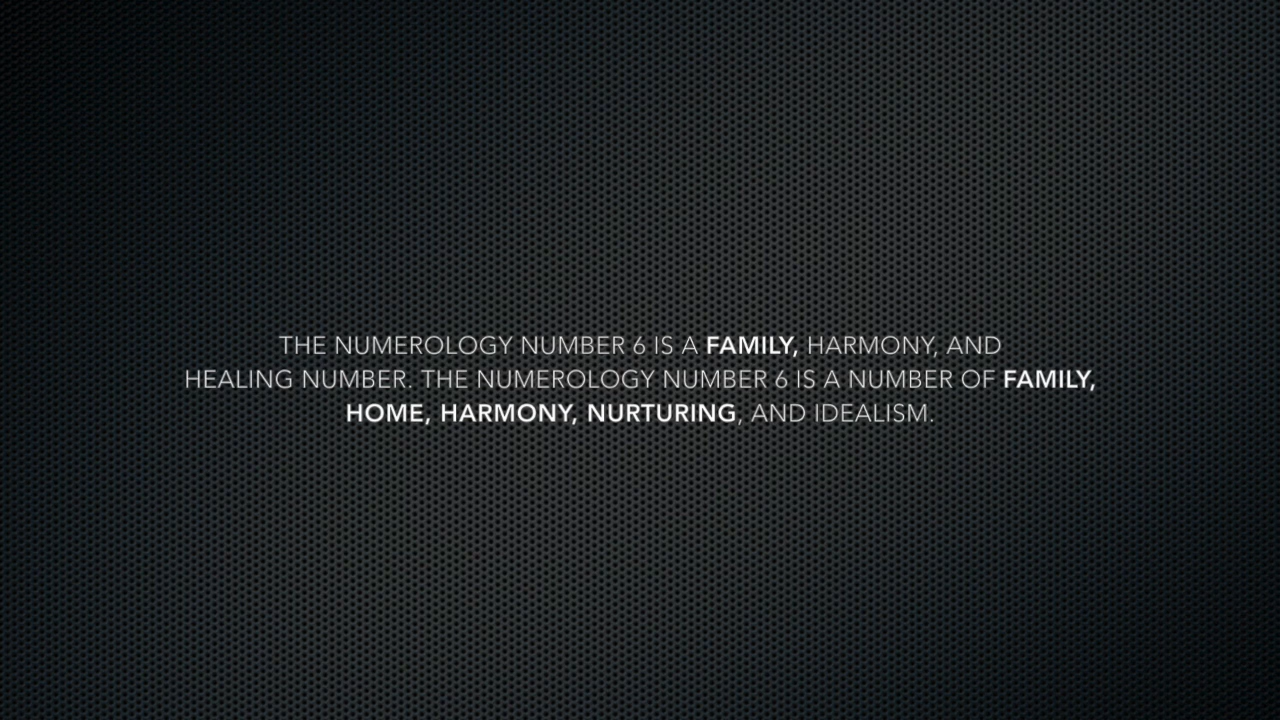 THE NUMEROLOGY NUMBER 6 IS A FAMILY, HARMONY, AND
HEALING NUMBER. THE NUMEROLOGY NUMBER 6 IS A NUMBER OF FAMILY,
HOME, HARMONY, NURTURING, AND IDEALISM.